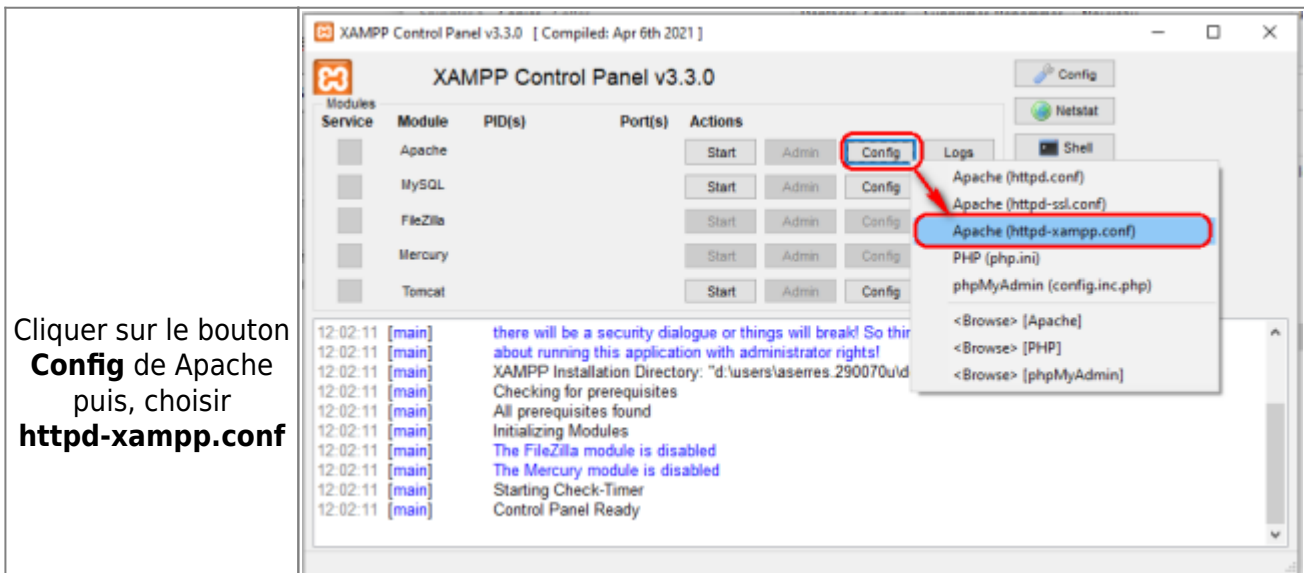 Cliquer sur le bouton
Config de Apache
puis, choisir
httpd-xampp.conf
XAMPP Control Panel v3.3.0 [ Compiled: Apr 6th 2021 ]
XAMPP Control Panel v3.3.0
Config
Modules
Netstat
Service Module PID(s) Port(s) Actions
Apache Start Admin Config Logs Shell
MySQL Start Admin Config
FileZilla Start Admin Config
Mercury Start Admin Config
Tomcat Start Admin Config
Apache (httpd.conf)
Apache (httpd-ssl.conf)
Apache (httpd-xampp.conf)
PHP (php.ini)
phpMyAdmin (config.inc.php)
<Browse> [Apache]
<Browse> [PHP]
<Browse> [phpMyAdmin]
12:02:11 [main] there will be a security dialogue or things will break! So
12:02:11 [main] about running this application with administrator rights!
12:02:11 [main] XAMPP Installation Directory: "d:\users\aserres.290070u\d
12:02:11 [main] Checking for prerequisites
12:02:11 [main] All prerequisites found
12:02:11 [main] Initializing Modules
12:02:11 [main] The FileZilla module is disabled
12:02:11 [main] The Mercury module is disabled
12:02:11 [main] Starting Check-Timer
12:02:11 [main] Control Panel Ready